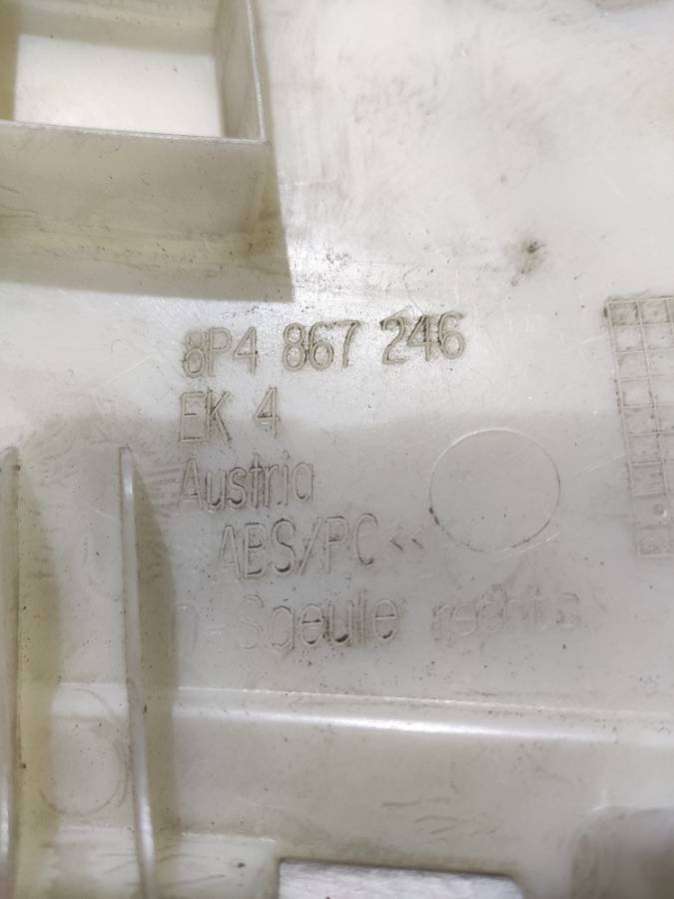 8P4 867 246
EK 4
Austria
ABS/PC<<
Saeule rechts